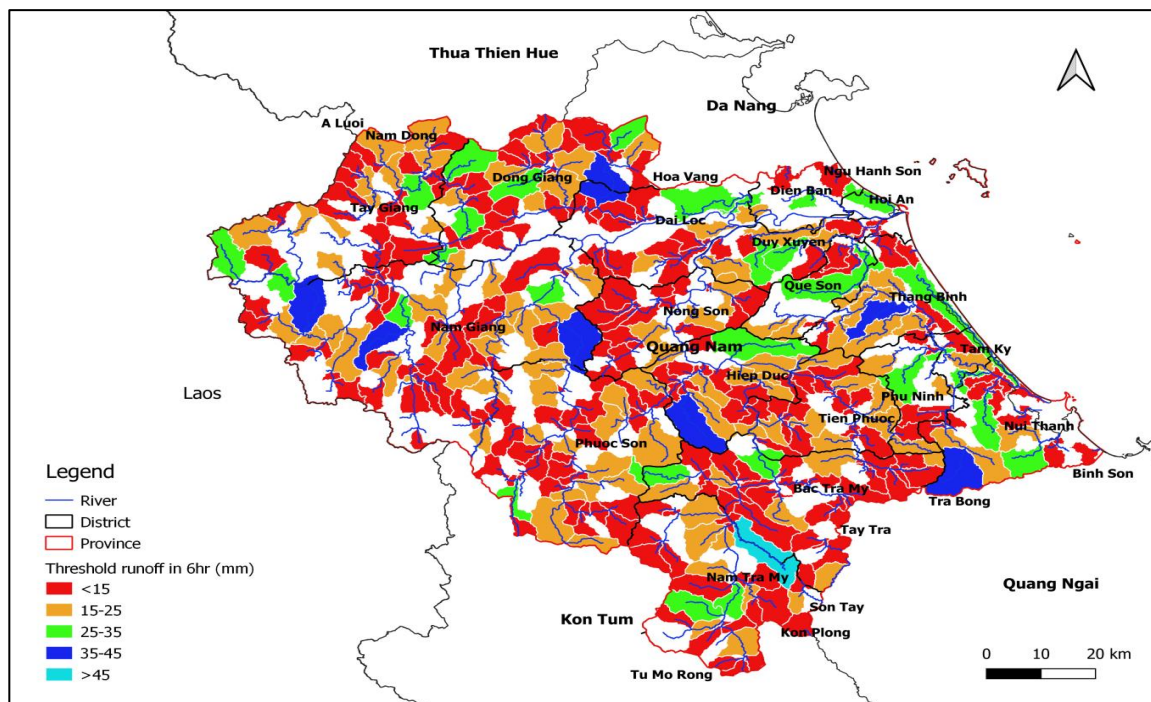 Thua Thien Hue
Da Nang
A Luoi
Nam Dong
Dong Giang
Hoa Vang
Ngu Hanh Son
Dien Ban
Hoi An
Tay Giang
Dai Loc
Duy Xuyen
Que Son
Thang Binh
Nong Son
Nam Giang
Quang Nam
Tam Ky
Hiep Duc
Laos
Phu Ninh
Tien Phuoc
Nui Thanh
Phuoc Son
Binh Son
Bac Tra My
Tra Bong
Tay Tra
Nam Tra My
Quang Ngai
Son Tay
Kon Tum
Kon Plong
Tu Mo Rong
Legend
River
District
Province
Threshold runoff in 6hr (mm)
<15
15-25
25-35
35-45
>45
0 10 20 km